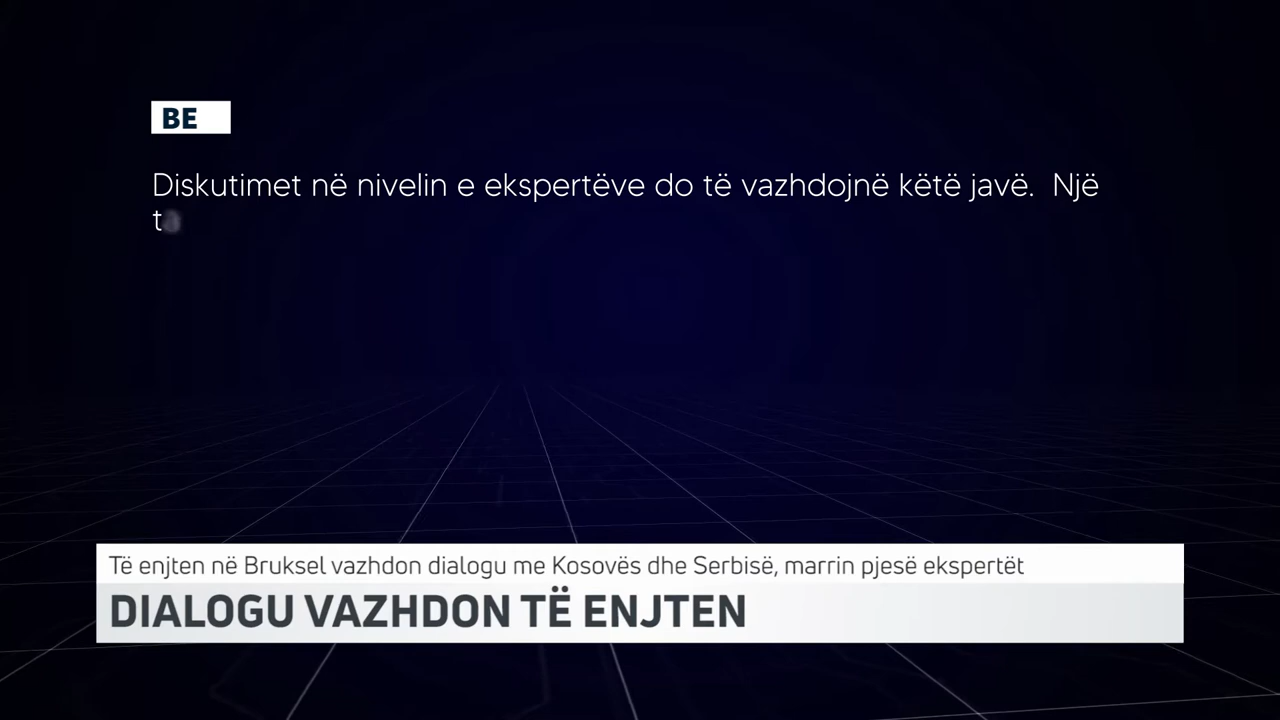 BE
Diskutimet në nivelin e ekspertëve do të vazhdojnë këtë javë. Një
Të enjten në Bruksel vazhdon dialogu me Kosovës dhe Serbisë, marrin pjesë ekspertët
DIALOGU VAZHDON TË ENJTEN